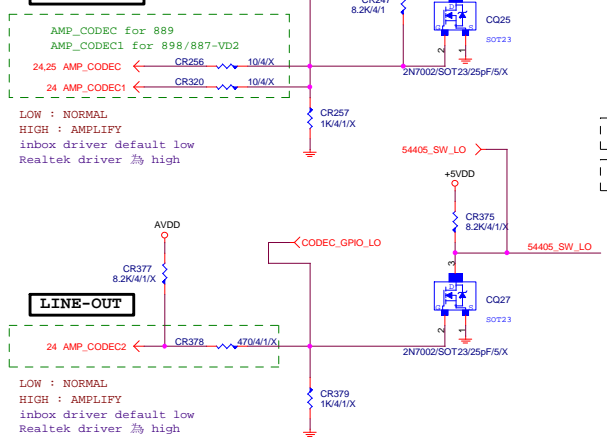 CR247
8.2K/4/1
CQ25
SOT23
D
G
S
2
1
2N7002/SOT23/25pF/5/X
AMP_CODEC for 889
AMP_CODEC1 for 898/887-VD2
24,25 AMP_CODEC
CR256
10/4/X
24 AMP_CODEC1
CR320
10/4/X
CR257
1K/4/1/X
LOW : NORMAL
HIGH : AMPLIFY
inbox driver default low
Realtek driver 為 high
54405_SW_LO
+5VDD
CR375
8.2K/4/1/X
54405_SW_LO
AVDD
CODEC_GPIO_LO
CR377
8.2K/4/1/X
3
D
G
S
CQ27
SOT23
2
1
2N7002/SOT23/25pF/5/X
LINE-OUT
24 AMP_CODEC2
CR378
470/4/1/X
CR379
1K/4/1/X
LOW : NORMAL
HIGH : AMPLIFY
inbox driver default low
Realtek driver 為 high